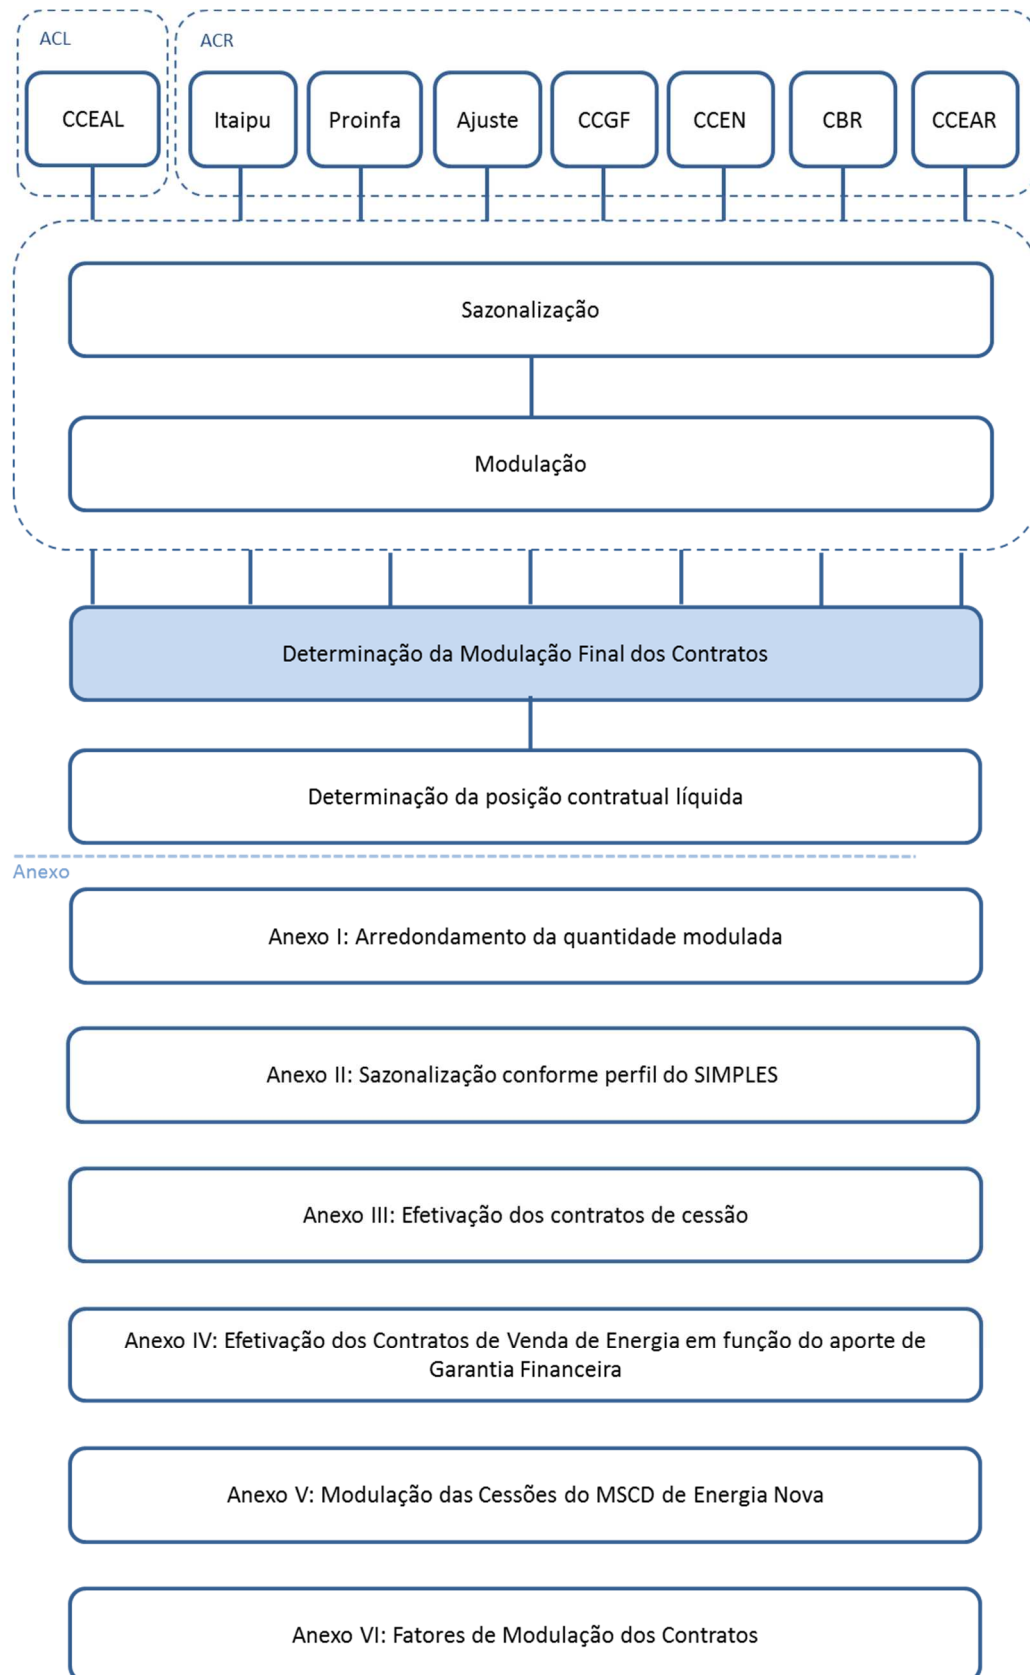 ACL
ACR
CCEAL
Itaipu
Proinfa
Ajuste
CCGF
CCEN
CBR
CCEAR
Sazonalização
Modulação
Determinação da Modulação Final dos Contratos
Determinação da posição contratual líquida
Anexo
Anexo I: Arredondamento da quantidade modulada
Anexo II: Sazonalização conforme perfil do SIMPLES
Anexo III: Efetivação dos contratos de cessão
Anexo IV: Efetivação dos Contratos de Venda de Energia em função do aporte de
Garantia Financeira
Anexo V: Modulação das Cessões do MSCD de Energia Nova
Anexo VI: Fatores de Modulação dos Contratos